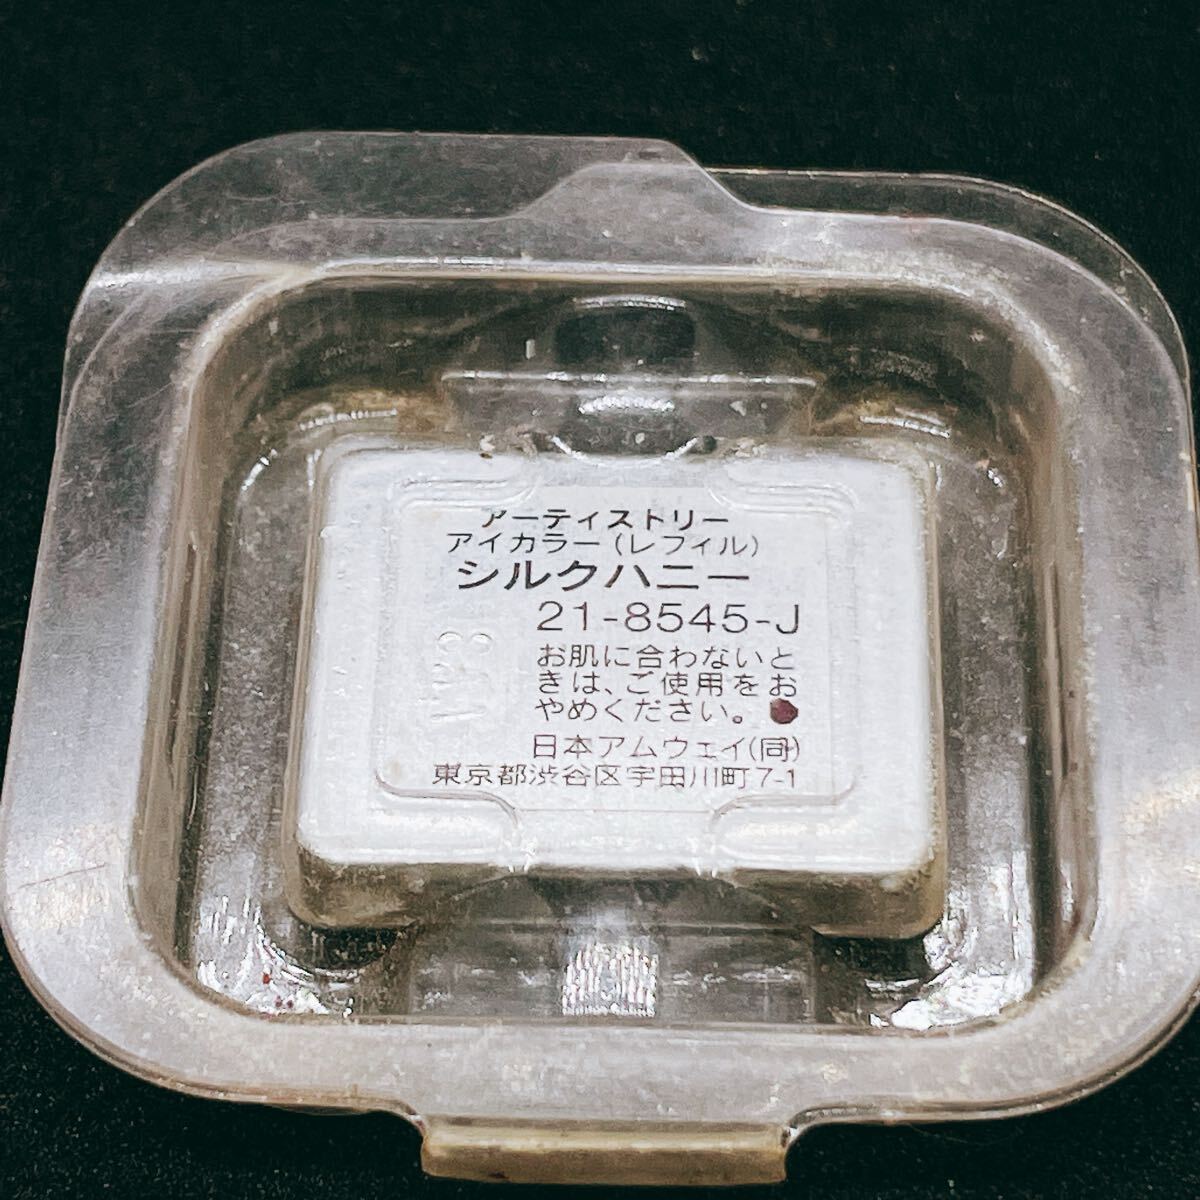 アーティストリー
アイカラー(レフィル)
シルクハニー
21-8545-J
お肌に合わないと
きは、ご使用をお
やめください。
日本アムウェイ(同)
東京都渋谷区宇田川町7-1